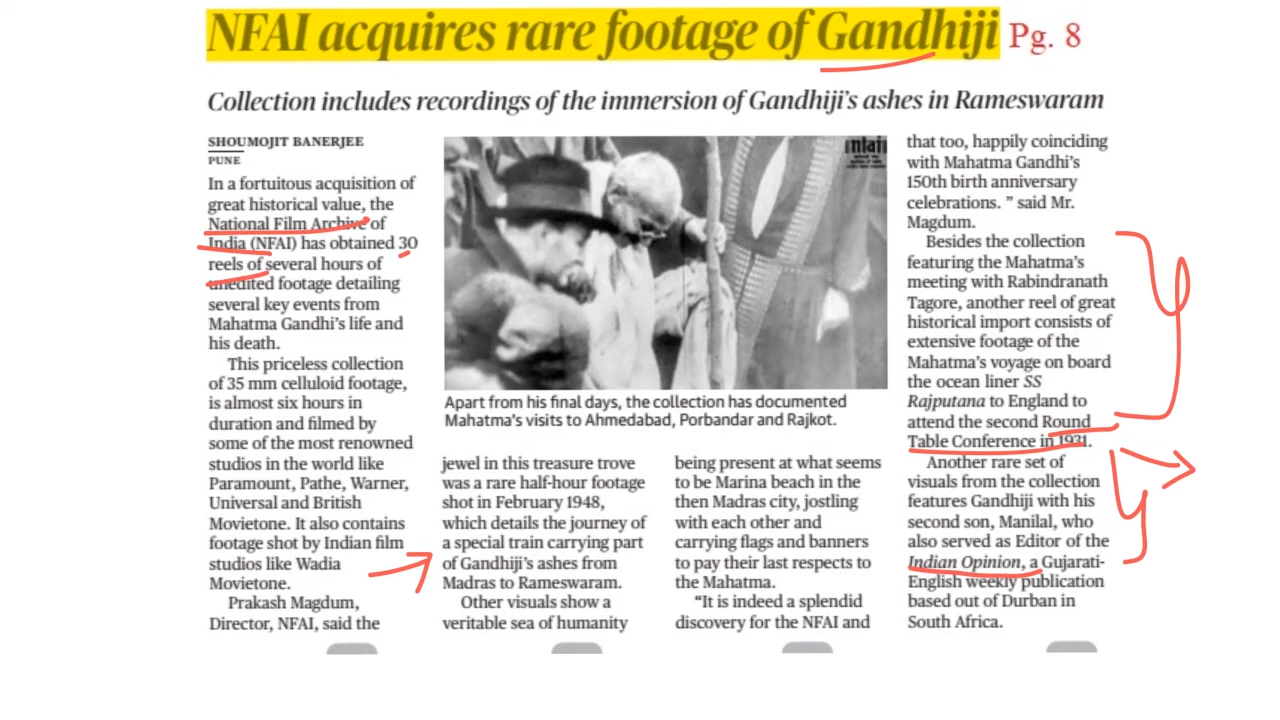 NFAI acquires rare footage of Gandhiji Pg. 8
Collection includes recordings of the immersion of Gandhiji's ashes in Rameswaram
SHOUMOJIT BANERJEE
PUNE
In a fortuitous acquisition of
great historical value, the
National Film Archive of
India (NFAI) has obtained 30
reels of several hours of
unedited footage detailing
several key events from
Mahatma Gandhi's life and
his death.
This priceless collection
of 35 mm celluloid footage,
is almost six hours in
duration and filmed by
some of the most renowned
studios in the world like
Paramount, Pathe, Warner,
Universal and British
Movietone. It also contains
footage shot by Indian film
studios like Wadia
Movietone.
Prakash Magdum,
Director, NFAI, said the
nfai
Apart from his final days, the collection has documented
Mahatma's visits to Ahmedabad, Porbandar and Rajkot.
jewel in this treasure trove
was a rare half-hour footage
shot in February 1948,
which details the journey of
a special train carrying part
of Gandhiji's ashes from
Madras to Rameswaram.
Other visuals show a
veritable sea of humanity
being present at what seems
to be Marina beach in the
then Madras city, jostling
with each other and
carrying flags and banners
to pay their last respects to
the Mahatma.
"It is indeed a splendid
discovery for the NFAI and
that too, happily coinciding
with Mahatma Gandhi's
150th birth anniversary
celebrations. " said Mr.
Magdum.
Besides the collection
featuring the Mahatma's
meeting with Rabindranath
Tagore, another reel of great
historical import consists of
extensive footage of the
Mahatma's voyage on board
the ocean liner SS
Rajputana to England to
attend the second Round
Table Conference in 1931.
Another rare set of
visuals from the collection
features Gandhiji with his
second son, Manilal, who
also served as Editor of the
Indian Opinion, a Gujarati-
English weekly publication
based out of Durban in
South Africa.